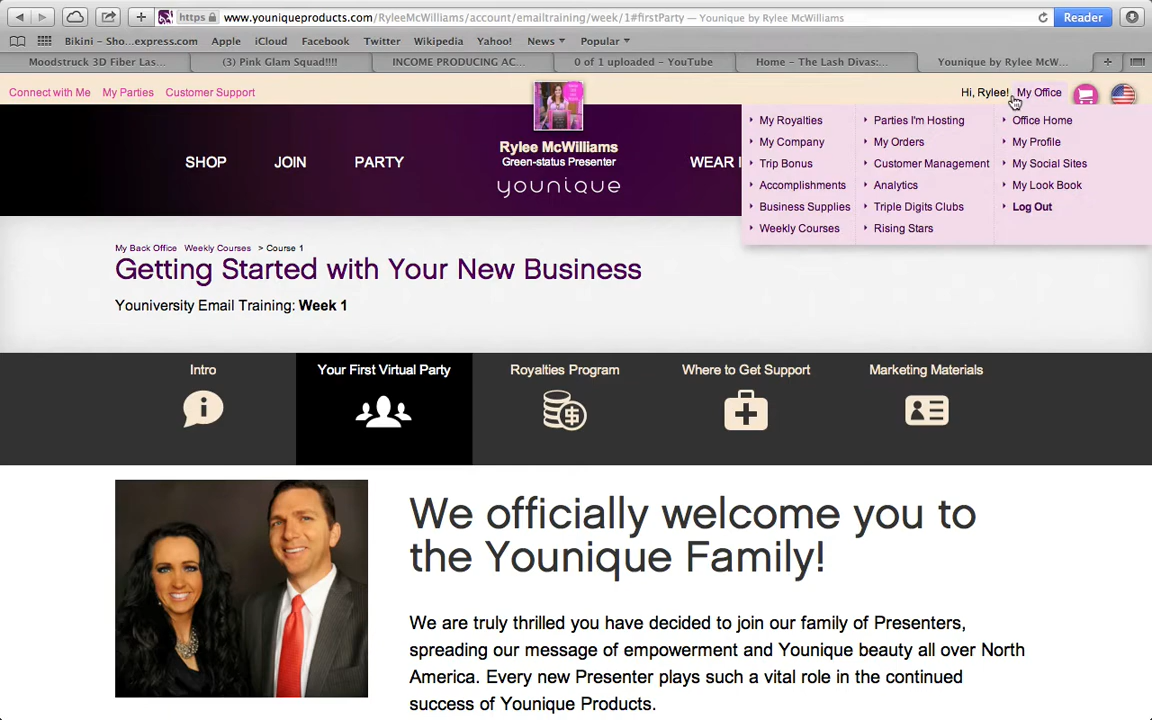 https www.youniqueproducts.com/RyleeMcWilliams/account/emailtraining/week/1#firstParty — Younique by Rylee McWilliams Reader
Bikini - Sho...express.com Apple iCloud Facebook Twitter Wikipedia Yahoo! News Popular
Moodstruck 3D Fiber Las... (3) Pink Glam Squad!!!! INCOME PRODUCING AC... 0 of 1 uploaded - YouTube Home - The Lash Divas:... Younique by Rylee McW...
Connect with Me My Parties Customer Support Hi, Rylee! My Office
SHOP JOIN PARTY
Rylee McWilliams
Green-status Presenter
younique
WEAR I
My Royalties
My Company
Trip Bonus
Accomplishments
Business Supplies
Weekly Courses
Parties I'm Hosting
My Orders
Customer Management
Analytics
Triple Digits Clubs
Rising Stars
Office Home
My Profile
My Social Sites
My Look Book
Log Out
My Back Office Weekly Courses > Course 1
Getting Started with Your New Business
Youniversity Email Training: Week 1
Intro
Your First Virtual Party
Royalties Program
Where to Get Support
Marketing Materials
We officially welcome you to
the Younique Family!
We are truly thrilled you have decided to join our family of Presenters,
spreading our message of empowerment and Younique beauty all over North
America. Every new Presenter plays such a vital role in the continued
success of Younique Products.